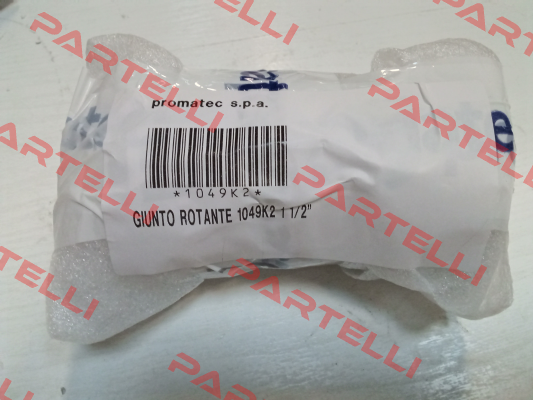 promatec s.p.a.
*1049K2*
GIUNTO ROTANTE 1049K2 1 1/2"
PARTELLI
PARTELLI
PARTELLI
PARTELLI
PARTELLI
PARTELLI